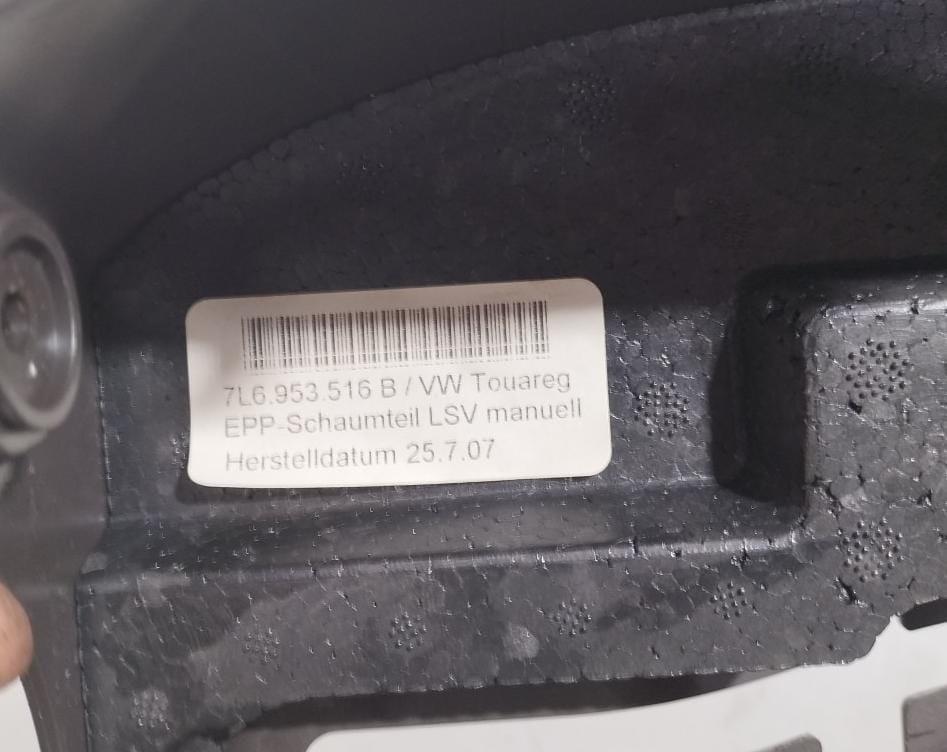 7L6.953.516 B / VW Touareg
EPP-Schaumteil LSV manuell
Herstelldatum 25.7.07